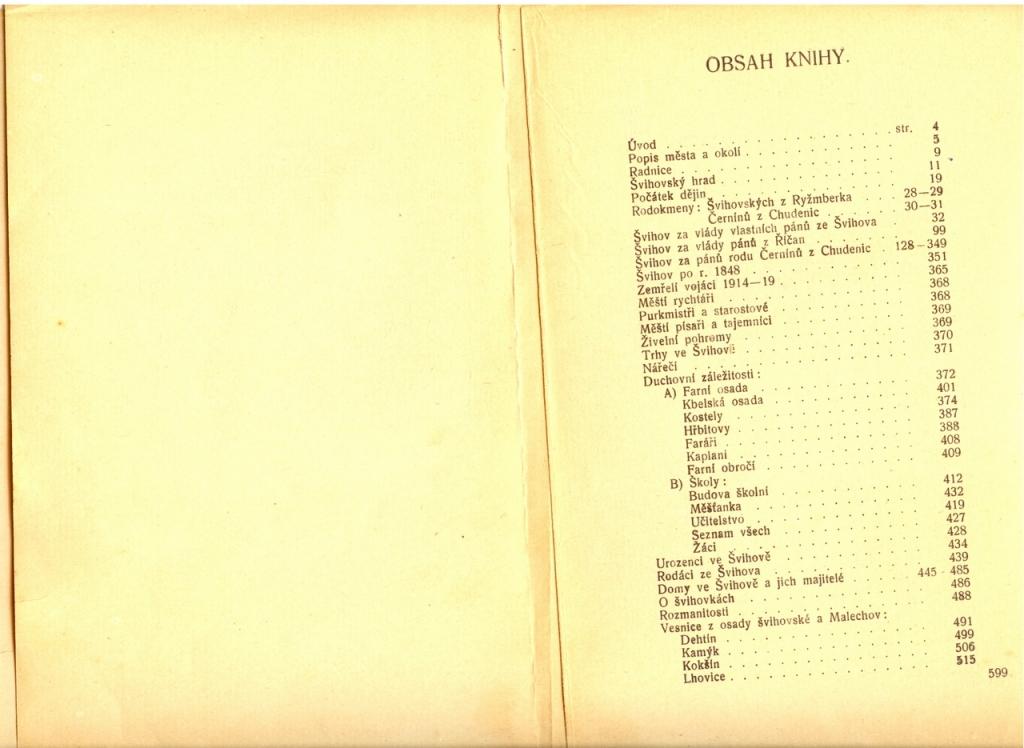 OBSAH KNIHY.
Úvod . . . . . . . . . . . . . . . . . . . . str. 4
Popis města a okolí . . . . . . . . . . . . 5
Radnice . . . . . . . . . . . . . . . . . 9
Švihovský hrad . . . . . . . . . . . . . . 11
Počátek dějin . . . . . . . . . . . . . . 19
Rodokmeny: Švihovských z Ryžmberka . . . 28—29
Černínů z Chudenic . . . . . . 30—31
Švihov za vlády vlastních pánů ze Švihova . 32
Švihov za vlády pánů z Říčan . . . . . . . 99
Švihov za pánů rodu Černínů z Chudenic . 128—349
Švihov po r. 1848 . . . . . . . . . . . . 351
Zemřelí vojáci 1914—19 . . . . . . . . . . 365
Měští rychtáři . . . . . . . . . . . . . . 368
Purkmistři a starostové . . . . . . . . . . 368
Měští písaři a tajemníci . . . . . . . . . . 369
Živelní pohromy . . . . . . . . . . . . . 369
Trhy ve Švihově . . . . . . . . . . . . . 370
Nářečí . . . . . . . . . . . . . . . . . 371
Duchovní záležitosti:
A) Farní osada . . . . . . . . . . . . 372
Kbelská osada . . . . . . . . . . . 401
Kostely . . . . . . . . . . . . . . 374
Hřbitovy . . . . . . . . . . . . . 387
Faráři . . . . . . . . . . . . . . 388
Kaplani . . . . . . . . . . . . . . 408
Farní obročí . . . . . . . . . . . 409
B) Školy:
Budova školní . . . . . . . . . . . 412
Měšťanka . . . . . . . . . . . . . 432
Učitelstvo . . . . . . . . . . . . . 419
Seznam všech . . . . . . . . . . . 427
Žáci . . . . . . . . . . . . . . . 428
Urozenci ve Švihově . . . . . . . . . . . 434
Rodáci ze Švihova . . . . . . . . . . . . 439
Domy ve Švihově a jich majitelé . . . . . 445-485
O švihovkách . . . . . . . . . . . . . . 486
Rozmanitosti . . . . . . . . . . . . . . 488
Vesnice z osady švihovské a Malechov:
Dehtín . . . . . . . . . . . . . . 491
Kamýk . . . . . . . . . . . . . . 499
Kokšín . . . . . . . . . . . . . . 506
Lhovice . . . . . . . . . . . . . . 515
599